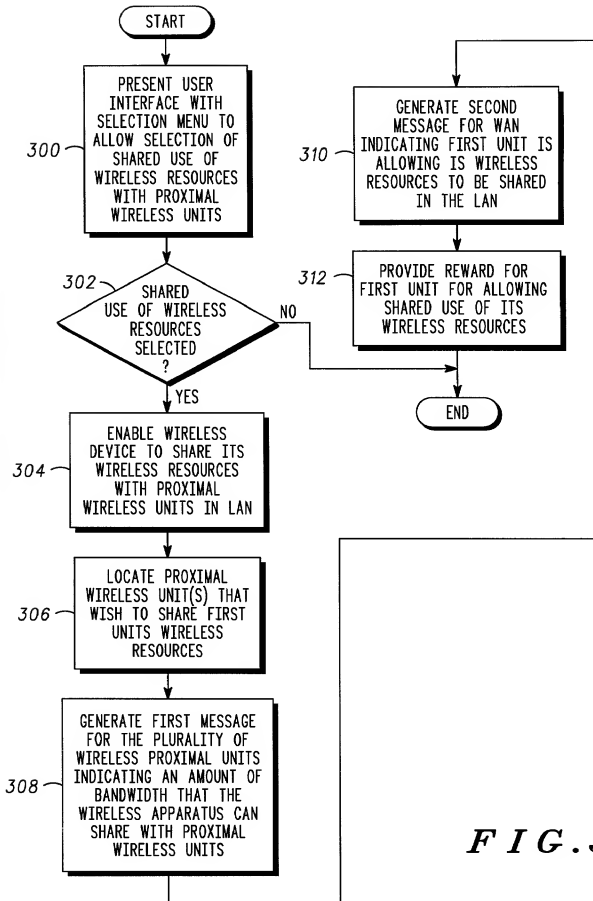 START
300
PRESENT USER
INTERFACE WITH
SELECTION MENU TO
ALLOW SELECTION OF
SHARED USE OF
WIRELESS RESOURCES
WITH PROXIMAL
WIRELESS UNITS
302
SHARED
USE OF WIRELESS
RESOURCES
SELECTED
?
NO
YES
304
ENABLE WIRELESS
DEVICE TO SHARE ITS
WIRELESS RESOURCES
WITH PROXIMAL
WIRELESS UNITS IN LAN
306
LOCATE PROXIMAL
WIRELESS UNIT(S) THAT
WISH TO SHARE FIRST
UNITS WIRELESS
RESOURCES
308
GENERATE FIRST MESSAGE
FOR THE PLURALITY OF
WIRELESS PROXIMAL UNITS
INDICATING AN AMOUNT OF
BANDWIDTH THAT THE
WIRELESS APPARATUS CAN
SHARE WITH PROXIMAL
WIRELESS UNITS
310
GENERATE SECOND
MESSAGE FOR WAN
INDICATING FIRST UNIT IS
ALLOWING IS WIRELESS
RESOURCES TO BE SHARED
IN THE LAN
312
PROVIDE REWARD FOR
FIRST UNIT FOR ALLOWING
SHARED USE OF ITS
WIRELESS RESOURCES
END
FIG.